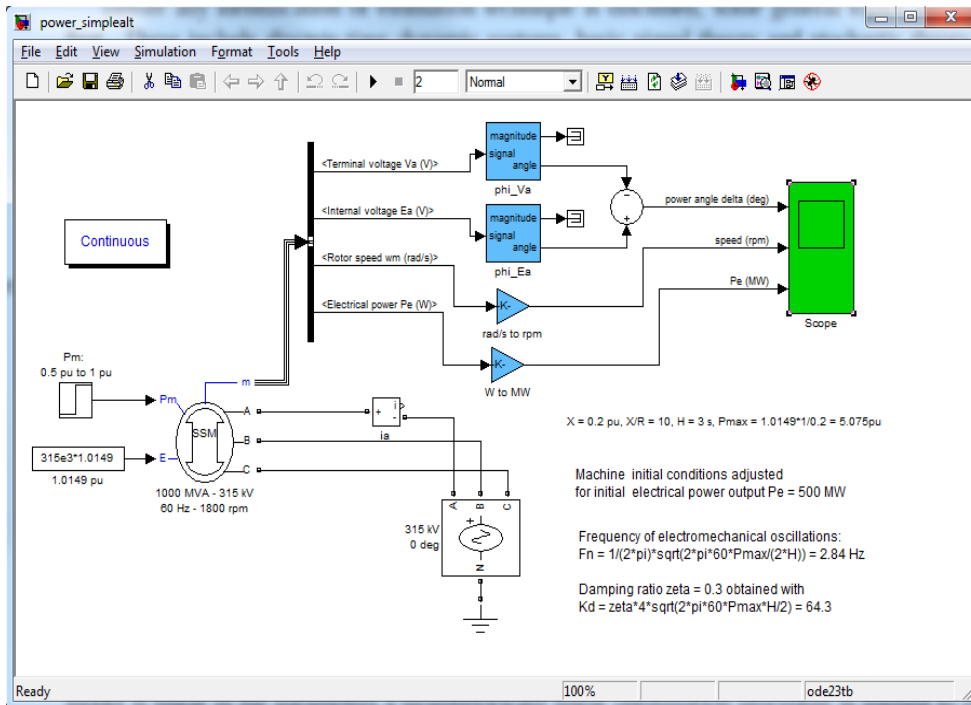 power_simplealt
File Edit View Simulation Format Tools Help
2 Normal
<Terminal voltage Va (V)>
magnitude
signal
angle
phi_Va
<Internal voltage Ea (V)>
magnitude
signal
angle
phi_Ea
<Rotor speed wm (rad/s)>
-K-
rad/s to rpm
<Electrical power Pe (W)>
-K-
W to MW
−
+
power angle delta (deg)
speed (rpm)
Pe (MW)
Scope
Continuous
Pm:
0.5 pu to 1 pu
315e3*1.0149
1.0149 pu
m
Pm
E
SSM
A
B
C
1000 MVA - 315 kV
60 Hz - 1800 rpm
+ i
-
ia
A B C
315 kV
0 deg
+
N
X = 0.2 pu, X/R = 10, H = 3 s, Pmax = 1.0149*1/0.2 = 5.075pu
Machine initial conditions adjusted
for initial electrical power output Pe = 500 MW
Frequency of electromechanical oscillations:
Fn = 1/(2*pi)*sqrt(2*pi*60*Pmax/(2*H)) = 2.84 Hz
Damping ratio zeta = 0.3 obtained with
Kd = zeta*4*sqrt(2*pi*60*Pmax*H/2) = 64.3
Ready 100% ode23tb